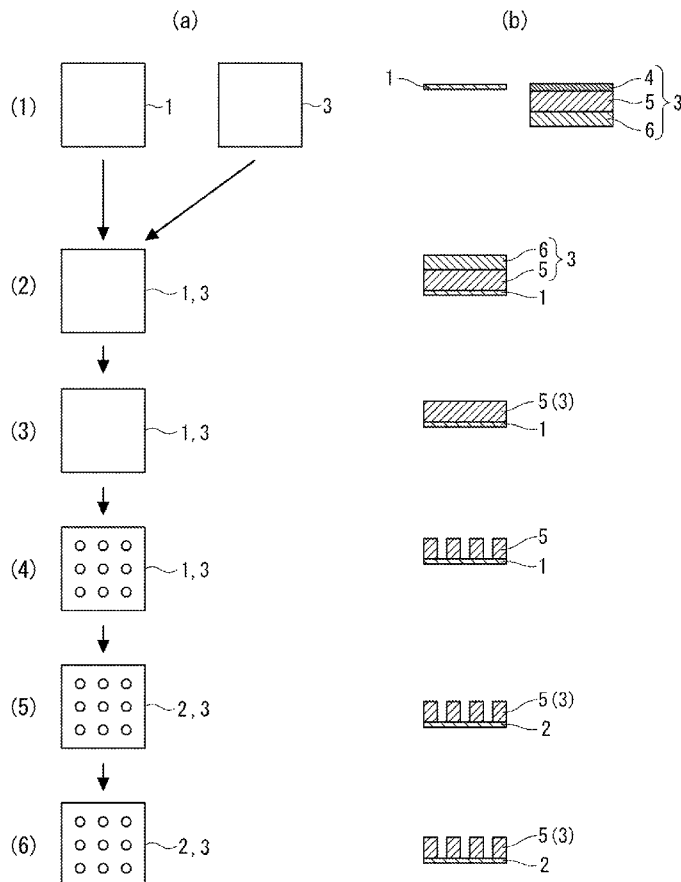 (a) (b)
(1) 1 3 1 4 5 6 3
(2) 1, 3 6 5 3 1
(3) 1, 3 5(3) 1
(4) 1, 3 5 1
(5) 2, 3 5(3) 2
(6) 2, 3 5(3) 2